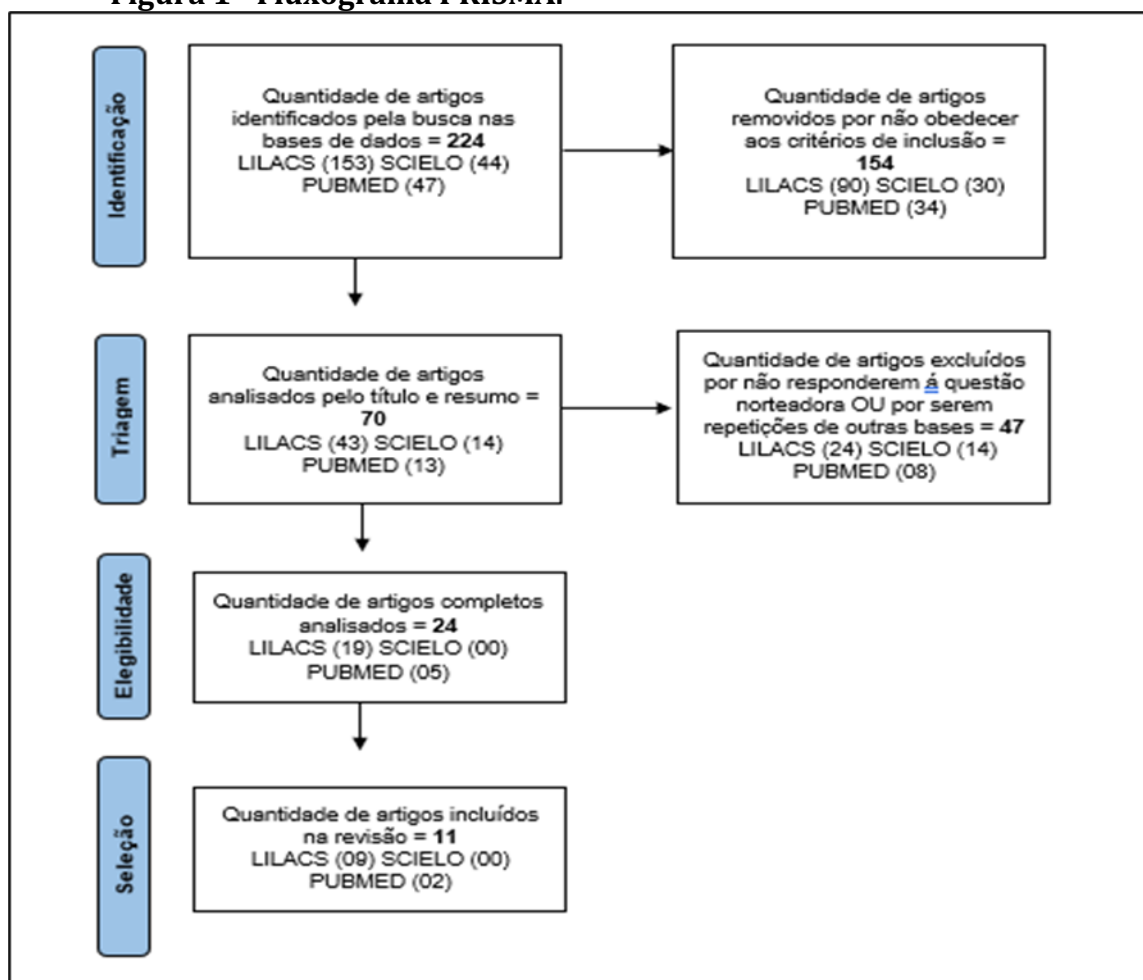 Figura 1 - Fluxograma PRISMA.
Identificação
Quantidade de artigos
identificados pela busca nas
bases de dados = 224
LILACS (153) SCIELO (44)
PUBMED (47)
Quantidade de artigos
removidos por não obedecer
aos critérios de inclusão =
154
LILACS (90) SCIELO (30)
PUBMED (34)
Triagem
Quantidade de artigos
analisados pelo título e resumo =
70
LILACS (43) SCIELO (14)
PUBMED (13)
Quantidade de artigos excluídos
por não responderem á questão
norteadora OU por serem
repetições de outras bases = 47
LILACS (24) SCIELO (14)
PUBMED (08)
Elegibilidade
Quantidade de artigos completos
analisados = 24
LILACS (19) SCIELO (00)
PUBMED (05)
Seleção
Quantidade de artigos incluídos
na revisão = 11
LILACS (09) SCIELO (00)
PUBMED (02)